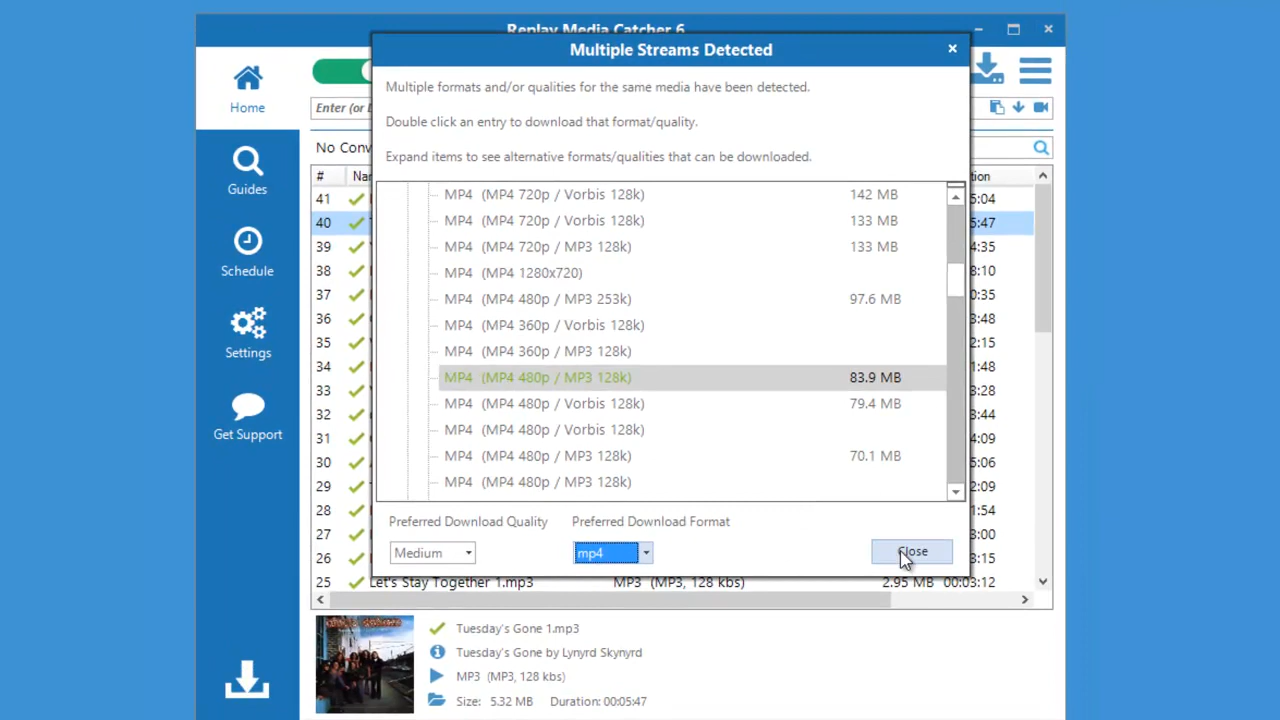 Replay Media Catcher 6
Multiple Streams Detected
Multiple formats and/or qualities for the same media have been detected.
Double click an entry to download that format/quality.
Expand items to see alternative formats/qualities that can be downloaded.
Home
Guides
Schedule
Settings
Get Support
Enter (or
No Conv
# Nar tion
41 5:04
40 5:47
39 4:35
38 8:10
37 0:35
36 3:48
35 2:15
34 1:48
33 3:28
32 3:44
31 4:09
30 5:06
29 2:09
28 1:54
27 3:00
26 3:15
25 Let's Stay Together 1.mp3 MP3 (MP3, 128 kbs) 2.95 MB 00:03:12
MP4 (MP4 720p / Vorbis 128k) 142 MB
MP4 (MP4 720p / Vorbis 128k) 133 MB
MP4 (MP4 720p / MP3 128k) 133 MB
MP4 (MP4 1280x720)
MP4 (MP4 480p / MP3 253k) 97.6 MB
MP4 (MP4 360p / Vorbis 128k)
MP4 (MP4 360p / MP3 128k)
MP4 (MP4 480p / MP3 128k) 83.9 MB
MP4 (MP4 480p / Vorbis 128k) 79.4 MB
MP4 (MP4 480p / Vorbis 128k)
MP4 (MP4 480p / MP3 128k) 70.1 MB
MP4 (MP4 480p / MP3 128k)
Preferred Download Quality Preferred Download Format
Medium mp4 Close
Tuesday's Gone 1.mp3
Tuesday's Gone by Lynyrd Skynyrd
MP3 (MP3, 128 kbs)
Size: 5.32 MB Duration: 00:05:47